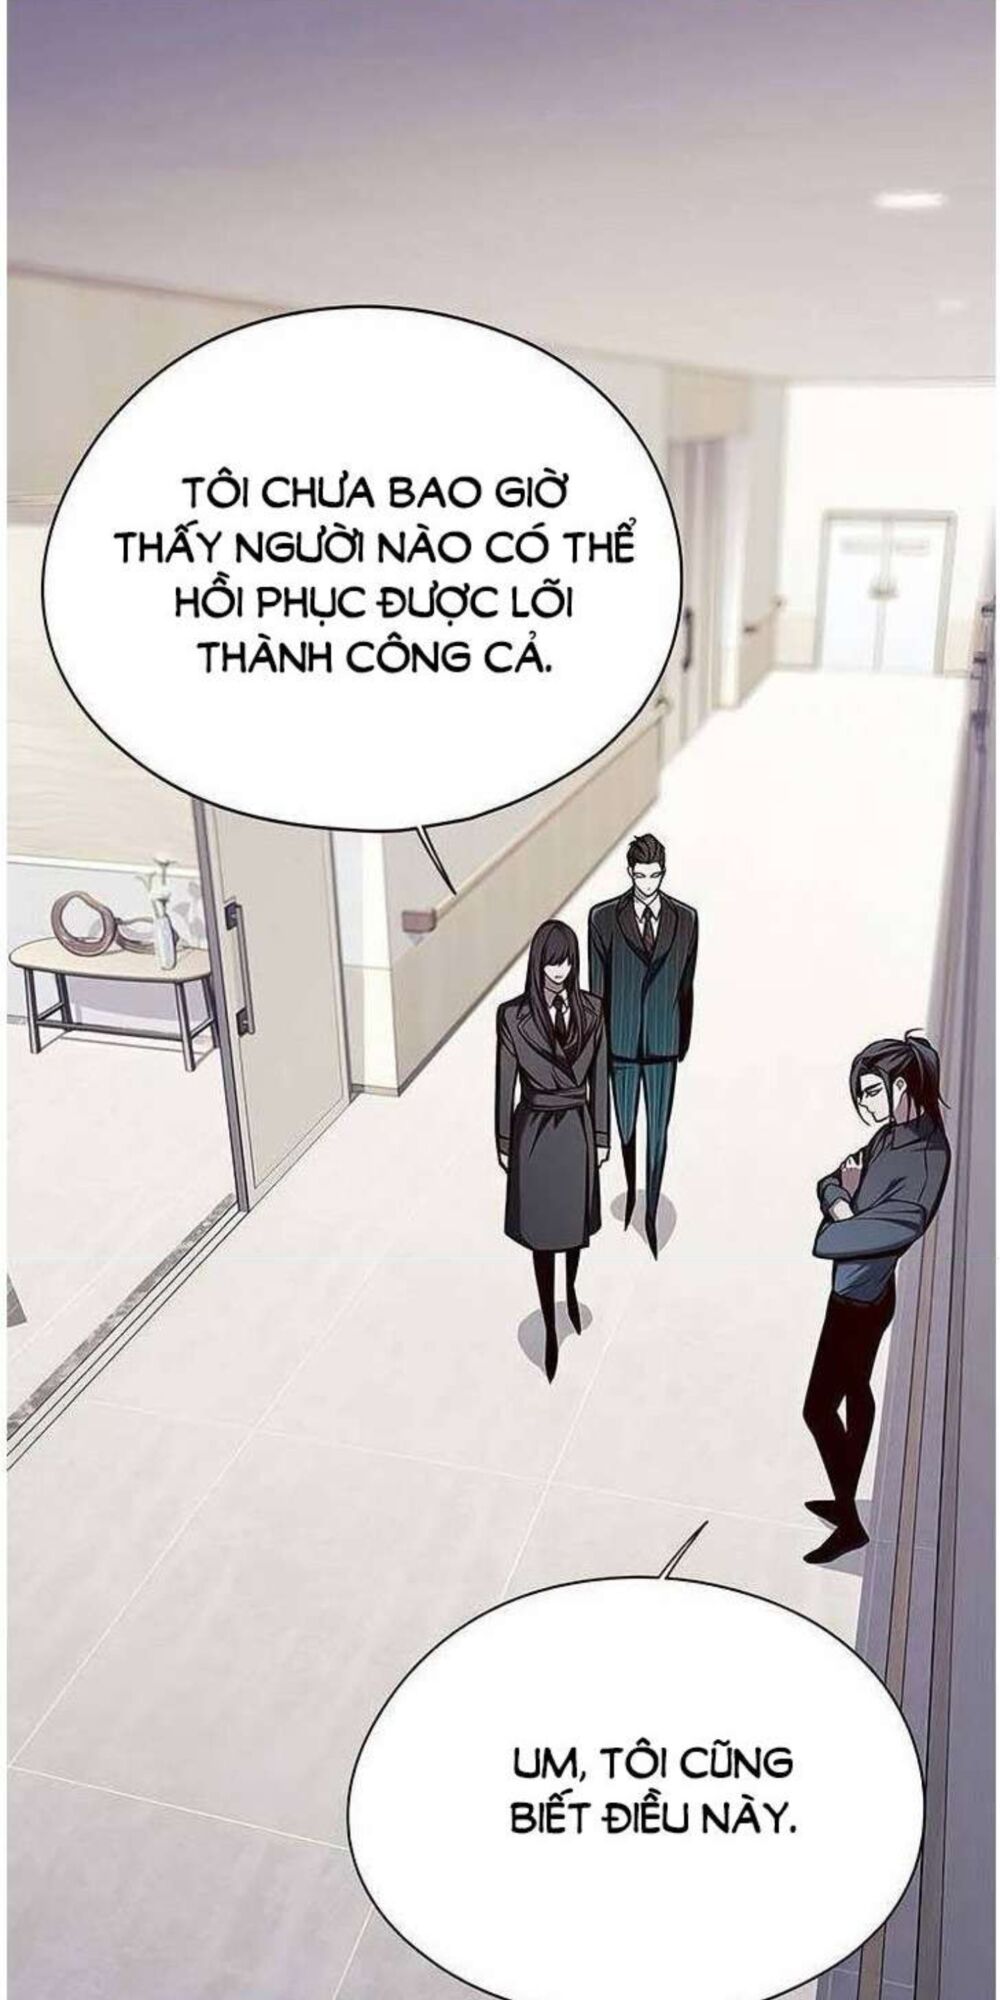 TÔI CHƯA BAO GIỜ
THẤY NGƯỜI NÀO CÓ THỂ
HỒI PHỤC ĐƯỢC LÕI
THÀNH CÔNG CẢ.
UM, TÔI CŨNG
BIẾT ĐIỀU NÀY.